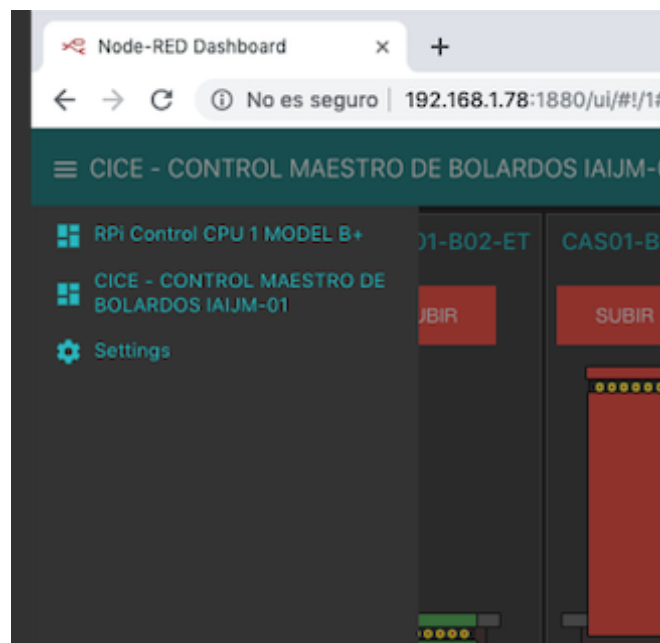 Node-RED Dashboard
No es seguro | 192.168.1.78:1880/ui/#!/1
CICE - CONTROL MAESTRO DE BOLARDOS IAIJM-
RPi Control CPU 1 MODEL B+
01-B02-ET
CAS01-B
CICE - CONTROL MAESTRO DE
BOLARDOS IAIJM-01
JBIR
SUBIR
Settings